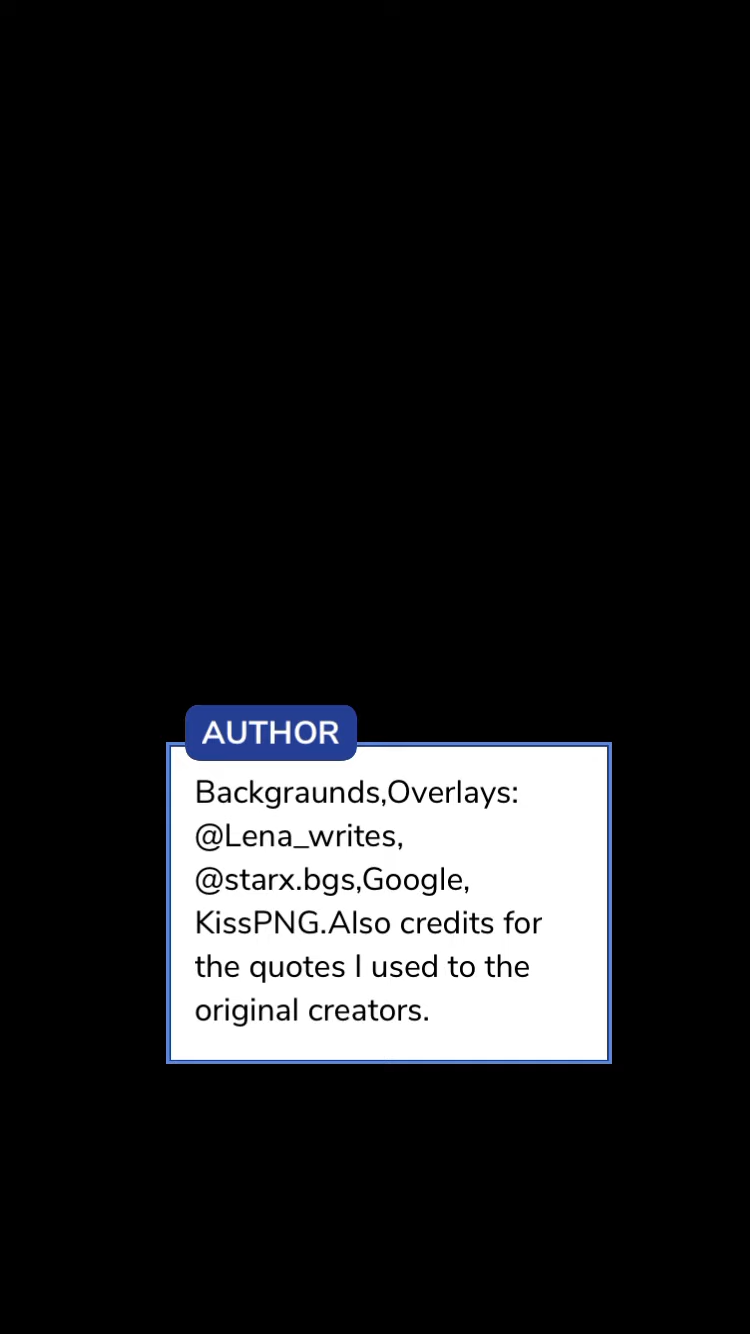 AUTHOR
Backgraunds,Overlays:
@Lena_writes,
@starx.bgs,Google,
KissPNG.Also credits for
the quotes I used to the
original creators.